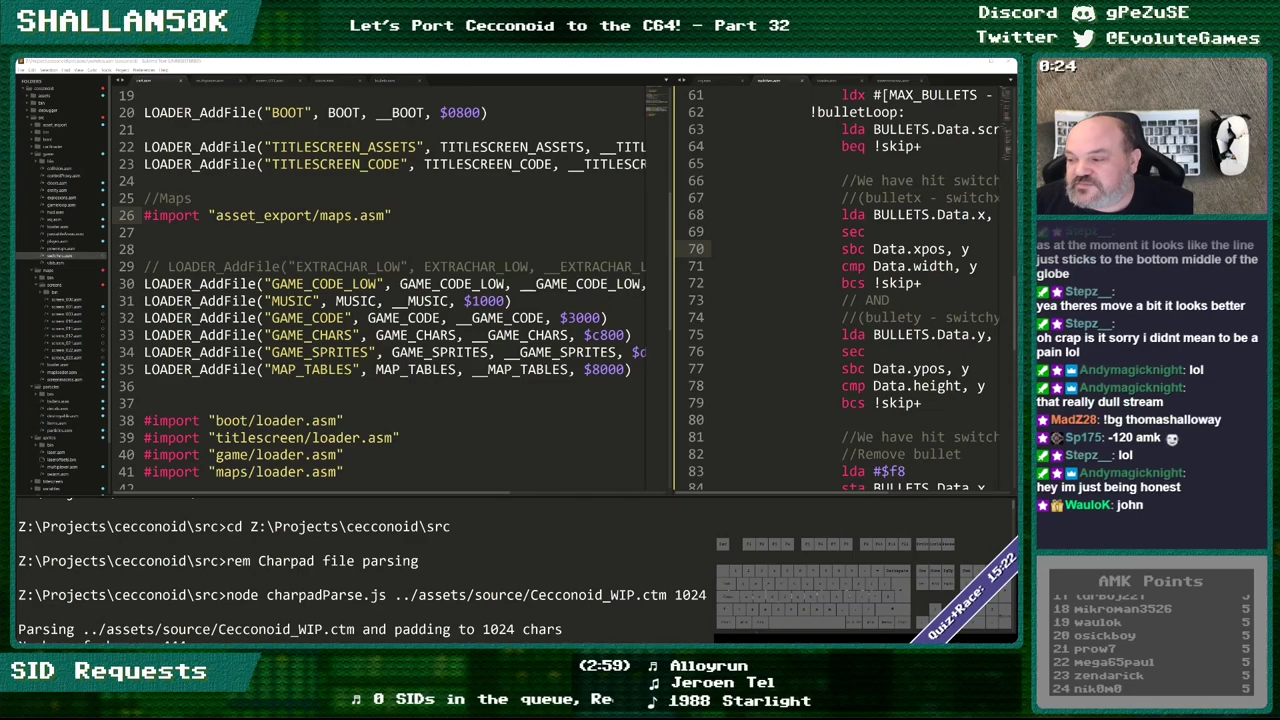 SHALLAN50K
Let's Port Cecconoid to the C64! - Part 32
Discord gPeZuSE
Twitter @EvoluteGames
0:24
19
20 LOADER_AddFile("BOOT", BOOT, __BOOT, $0800)
21
22 LOADER_AddFile("TITLESCREEN_ASSETS", TITLESCREEN_ASSETS, __TITL
23 LOADER_AddFile("TITLESCREEN_CODE", TITLESCREEN_CODE, __TITLESCR
24
25 //Maps
26 #import "asset_export/maps.asm"
27
28
29 // LOADER_AddFile("EXTRACHAR_LOW", EXTRACHAR_LOW, __EXTRACHAR_L
30 LOADER_AddFile("GAME_CODE_LOW", GAME_CODE_LOW, __GAME_CODE_LOW,
31 LOADER_AddFile("MUSIC", MUSIC, __MUSIC, $1000)
32 LOADER_AddFile("GAME_CODE", GAME_CODE, __GAME_CODE, $3000)
33 LOADER_AddFile("GAME_CHARS", GAME_CHARS, __GAME_CHARS, $c800)
34 LOADER_AddFile("GAME_SPRITES", GAME_SPRITES, __GAME_SPRITES, $d
35 LOADER_AddFile("MAP_TABLES", MAP_TABLES, __MAP_TABLES, $8000)
36
37
38 #import "boot/loader.asm"
39 #import "titlescreen/loader.asm"
40 #import "game/loader.asm"
41 #import "maps/loader.asm"
42
61 ldx #[MAX_BULLETS -
62 !bulletLoop:
63 lda BULLETS.Data.scr
64 beq !skip+
65
66 //We have hit switch
67 //(bulletx - switchx
68 lda BULLETS.Data.x,
69 sec
70 sbc Data.xpos, y
71 cmp Data.width, y
72 bcs !skip+
73 // AND
74 //(bullety - switchy
75 lda BULLETS.Data.y,
76 sec
77 sbc Data.ypos, y
78 cmp Data.height, y
79 bcs !skip+
80
81 //We have hit switch
82 //Remove bullet
83 lda #$f8
84 sta BULLETS.Data.x
Z:\Projects\cecconoid\src>cd Z:\Projects\cecconoid\src
Z:\Projects\cecconoid\src>rem Charpad file parsing
Z:\Projects\cecconoid\src>node charpadParse.js ../assets/source/Cecconoid_WIP.ctm 1024
Parsing ../assets/source/Cecconoid_WIP.ctm and padding to 1024 chars
Quiz+Race: 15:22
Stepz__:
as at the moment it looks like the line
just sticks to the bottom middle of the
globe
Stepz__:
yea theres move a bit it looks better
Stepz__:
oh crap is it sorry i didnt mean to be a
pain lol
Andymagicknight: lol
Andymagicknight:
that really dull stream
MadZ28: !bg thomashalloway
Sp175: -120 amk
Stepz__: lol
Andymagicknight:
hey im just being honest
WauloK: john
AMK Points
17 turboj227 5
18 mikroman3526 5
19 waulok 5
20 osickboy 5
21 prow7 5
22 mega65paul 5
23 zendarick 5
24 nik0m0 5
SID Requests
(2:59) Alloyrun
Jeroen Tel
0 SIDs in the queue, Re
1988 Starlight